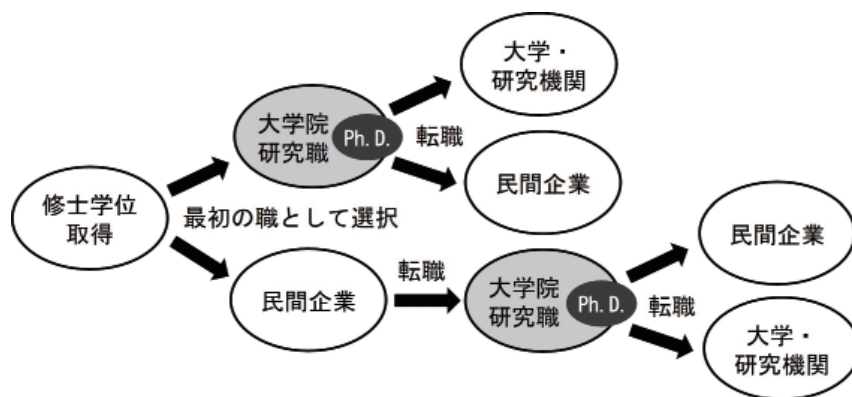 大学・
研究機関
大学院
研究職
Ph. D.
転職
民間企業
修士学位
取得
最初の職として選択
民間企業
転職
大学院
研究職
Ph. D.
転職
民間企業
大学・
研究機関